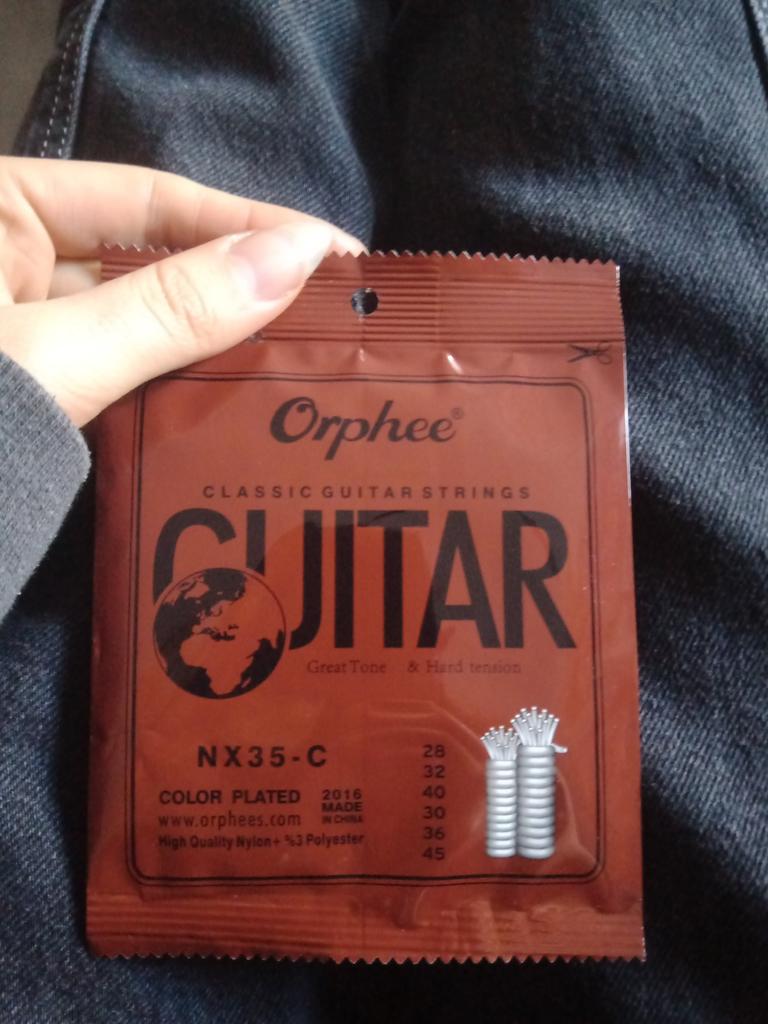 Orphee®
CLASSIC GUITAR STRINGS
GUITAR
Great Tone & Hard tension
NX35-C
COLOR PLATED
2016
MADE
IN CHINA
www.orphees.com
High Quality Nylon+ %3 Polyester
28
32
40
30
36
45